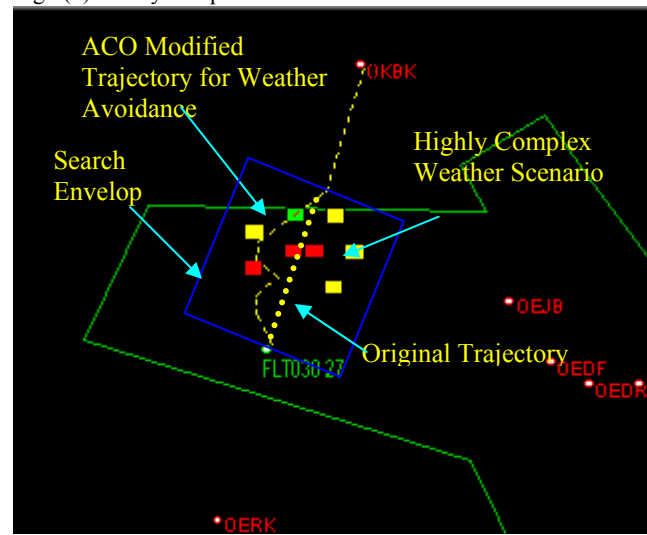 ACO Modified
Trajectory for Weather
Avoidance
OKBK
Highly Complex
Weather Scenario
Search
Envelop
OEJB
Original Trajectory
OEDF
FLT030 27
OEDR
OERK